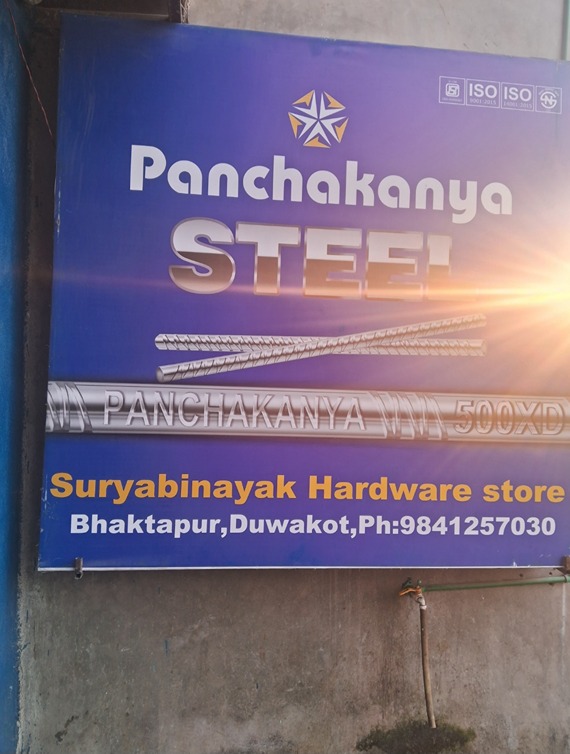 ISO ISO
Panchakanya
STEEL
PANCHAKANYA 500XD
Suryabinayak Hardware store
Bhaktapur,Duwakot,Ph:9841257030